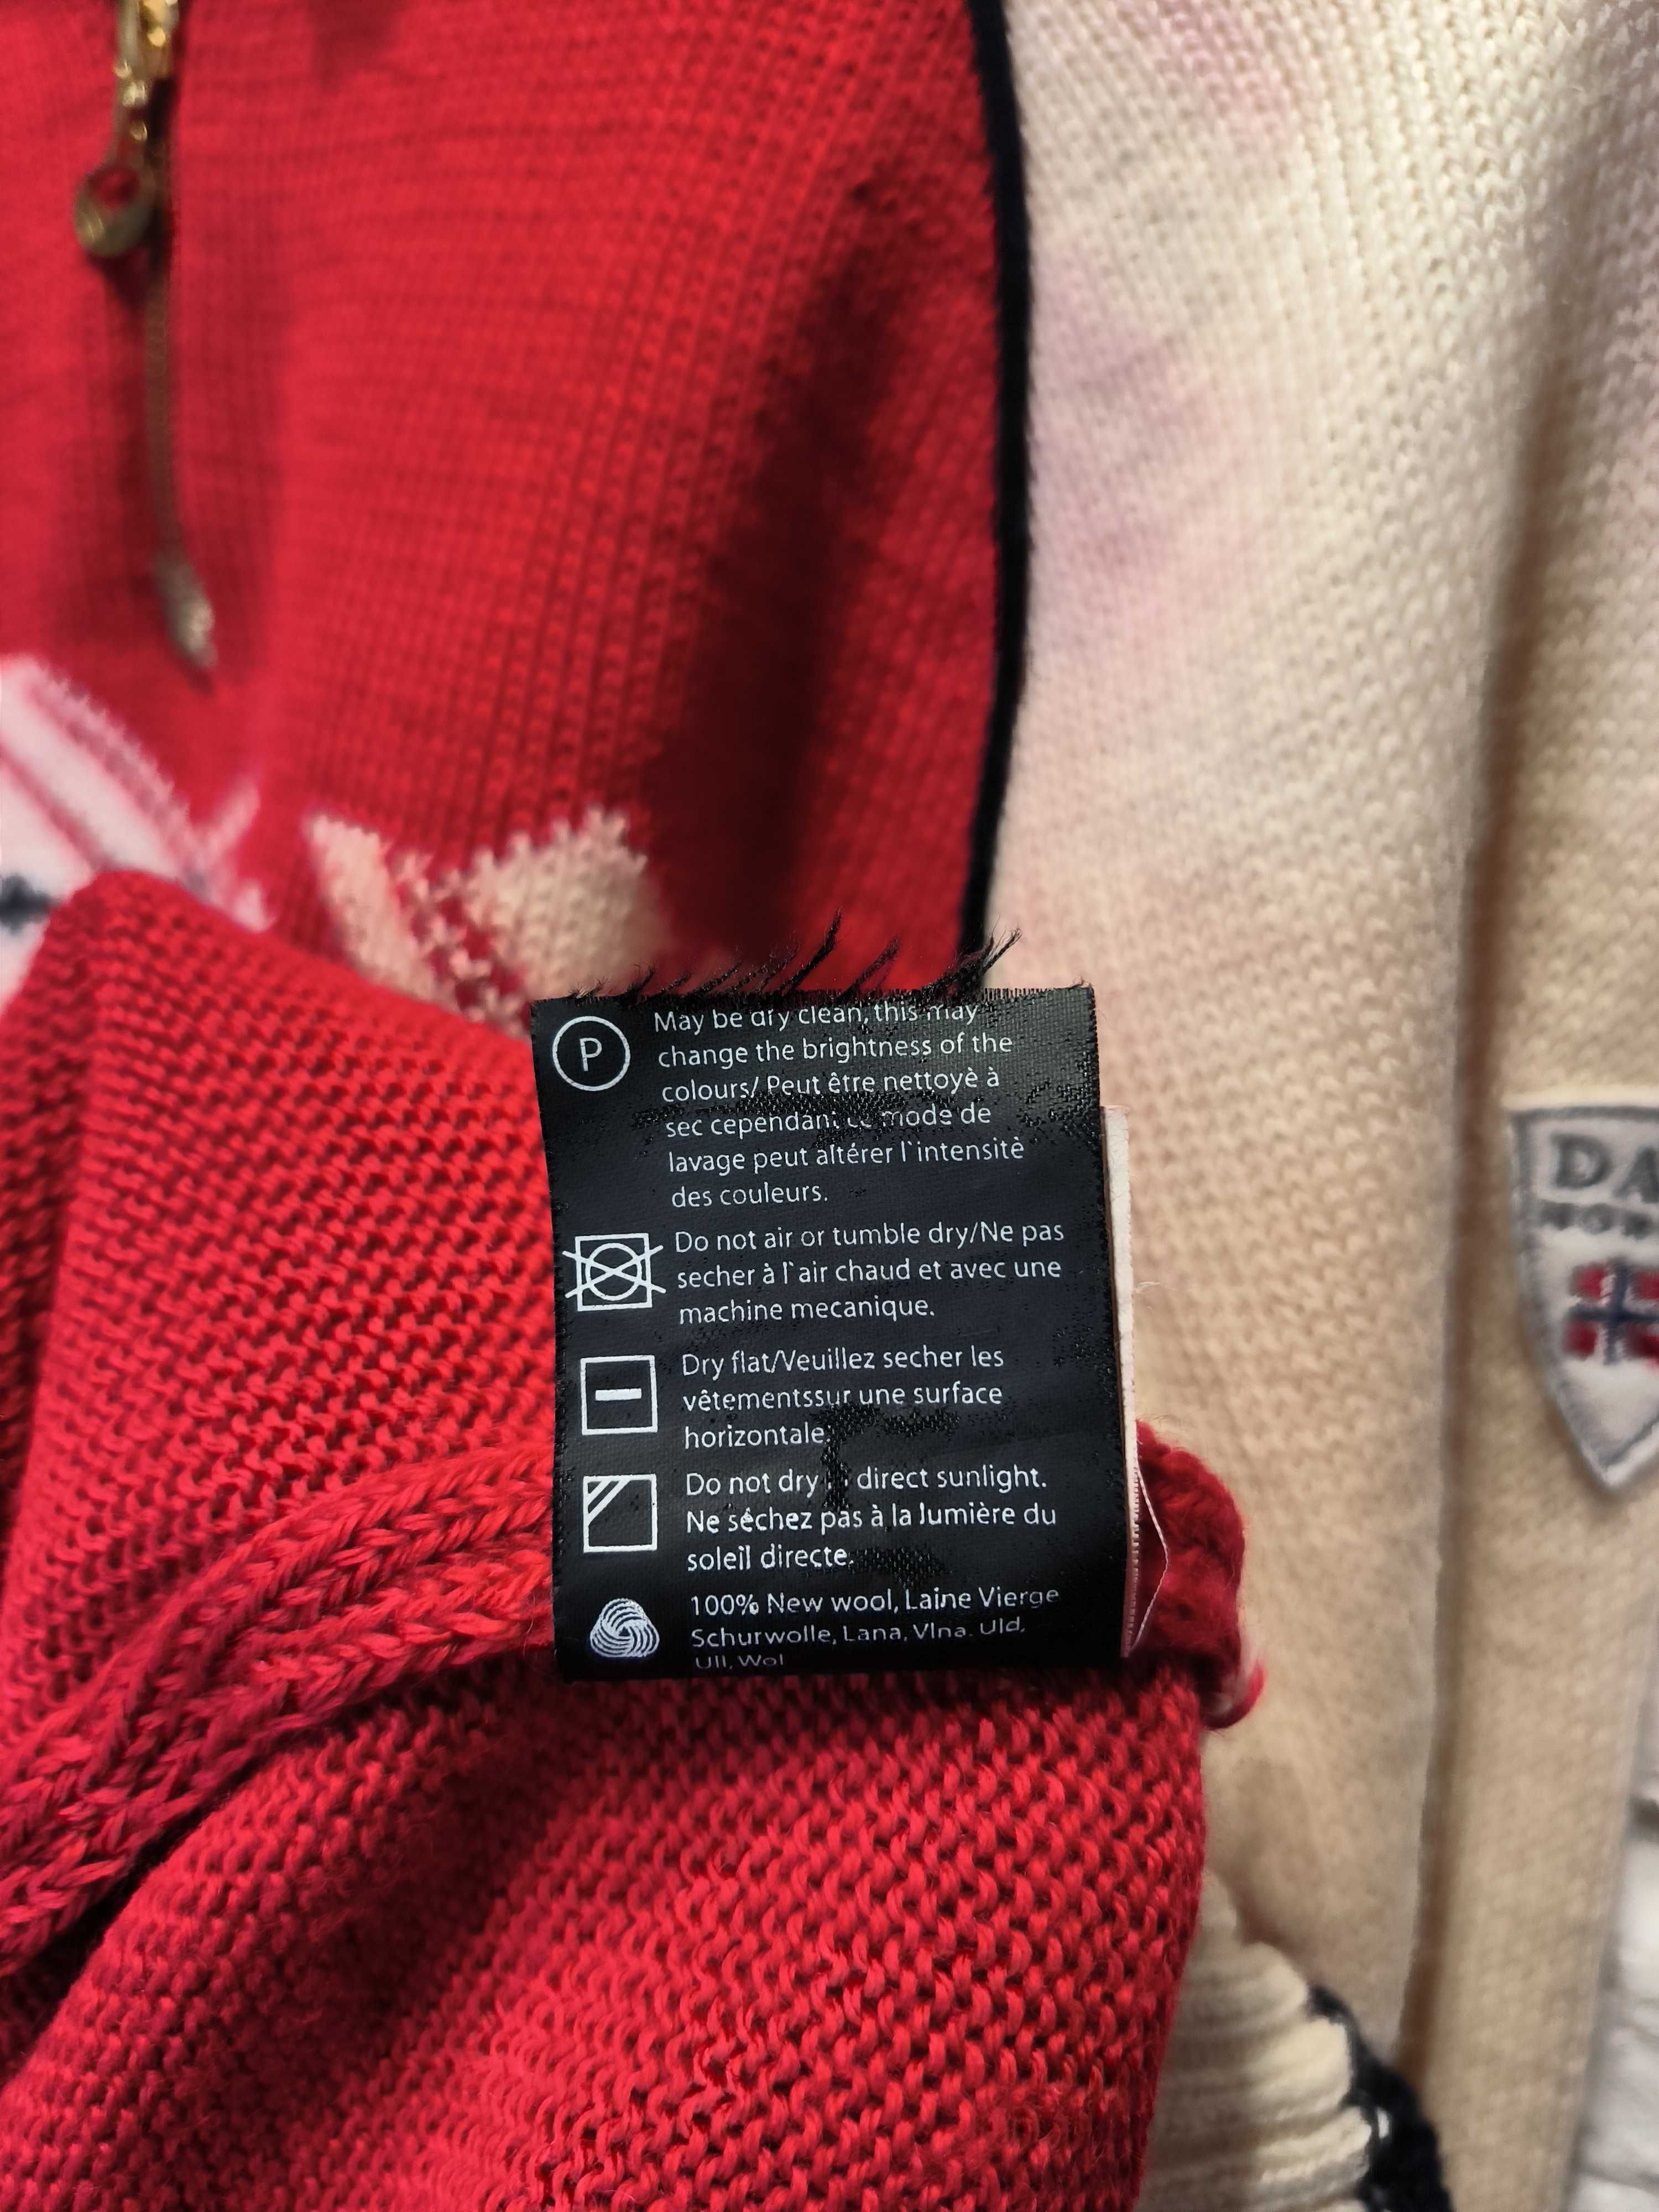 P
May be dry clean, this may
change the brightness of the
colours/ Peut être nettoyè à
sec cependant ce mode de
lavage peut altérer l`intensitè
des couleurs.
Do not air or tumble dry/Ne pas
secher à l`air chaud et avec une
machine mecanique.
Dry flat/Veuillez secher les
vêtementssur une surface
horizontale.
Do not dry direct sunlight.
Ne séchez pas à la lumière du
soleil directe.
100% New wool, Laine Vierge
Schurwolle, Lana, Vlna. Uld,
Ull, Wol
DA